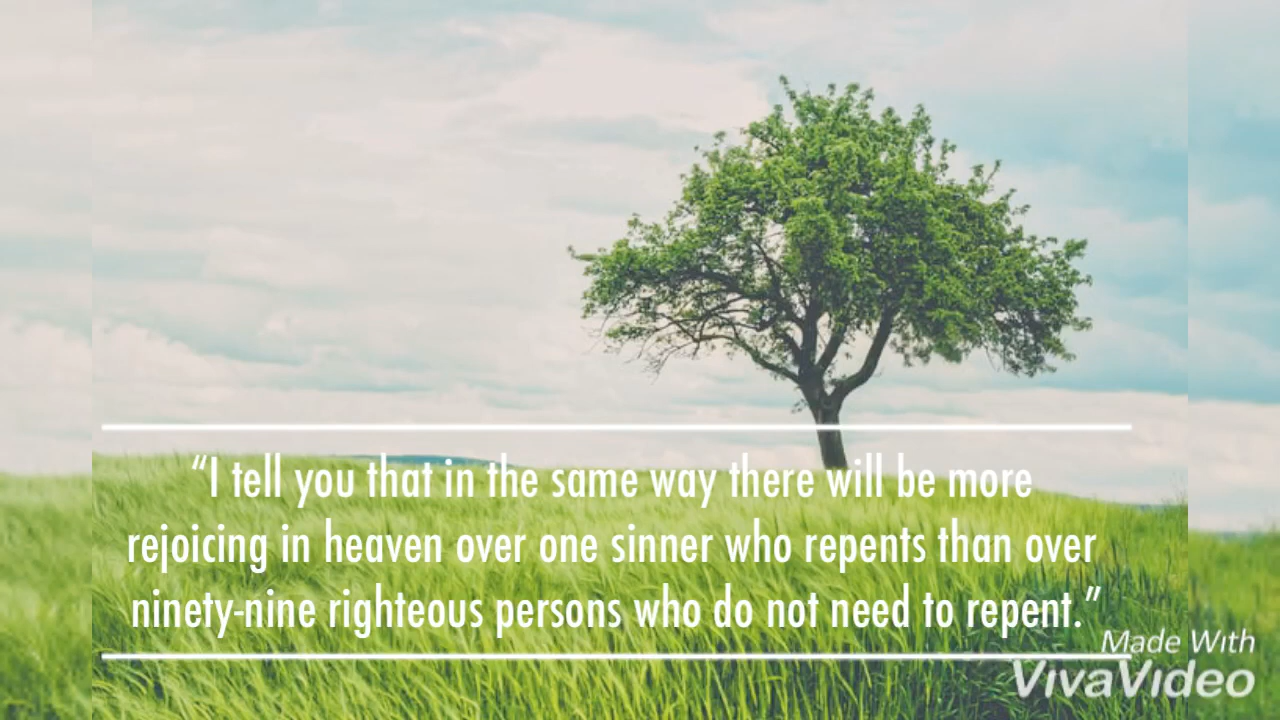 “I tell you that in the same way there will be more
rejoicing in heaven over one sinner who repents than over
ninety-nine righteous persons who do not need to repent.”
Made With
VivaVideo